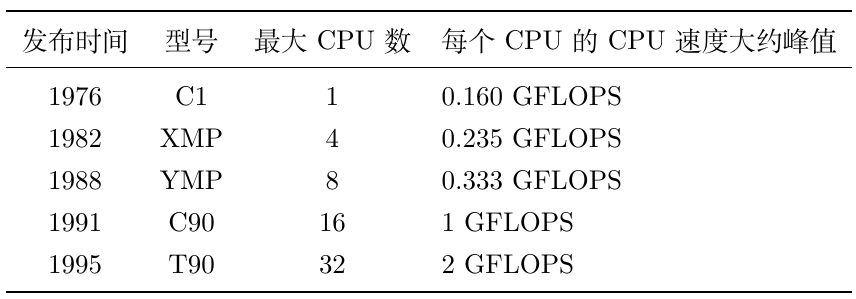 发布时间 型号 最大 CPU 数 每个 CPU 的 CPU 速度大约峰值
1976 C1 1 0.160 GFLOPS
1982 XMP 4 0.235 GFLOPS
1988 YMP 8 0.333 GFLOPS
1991 C90 16 1 GFLOPS
1995 T90 32 2 GFLOPS